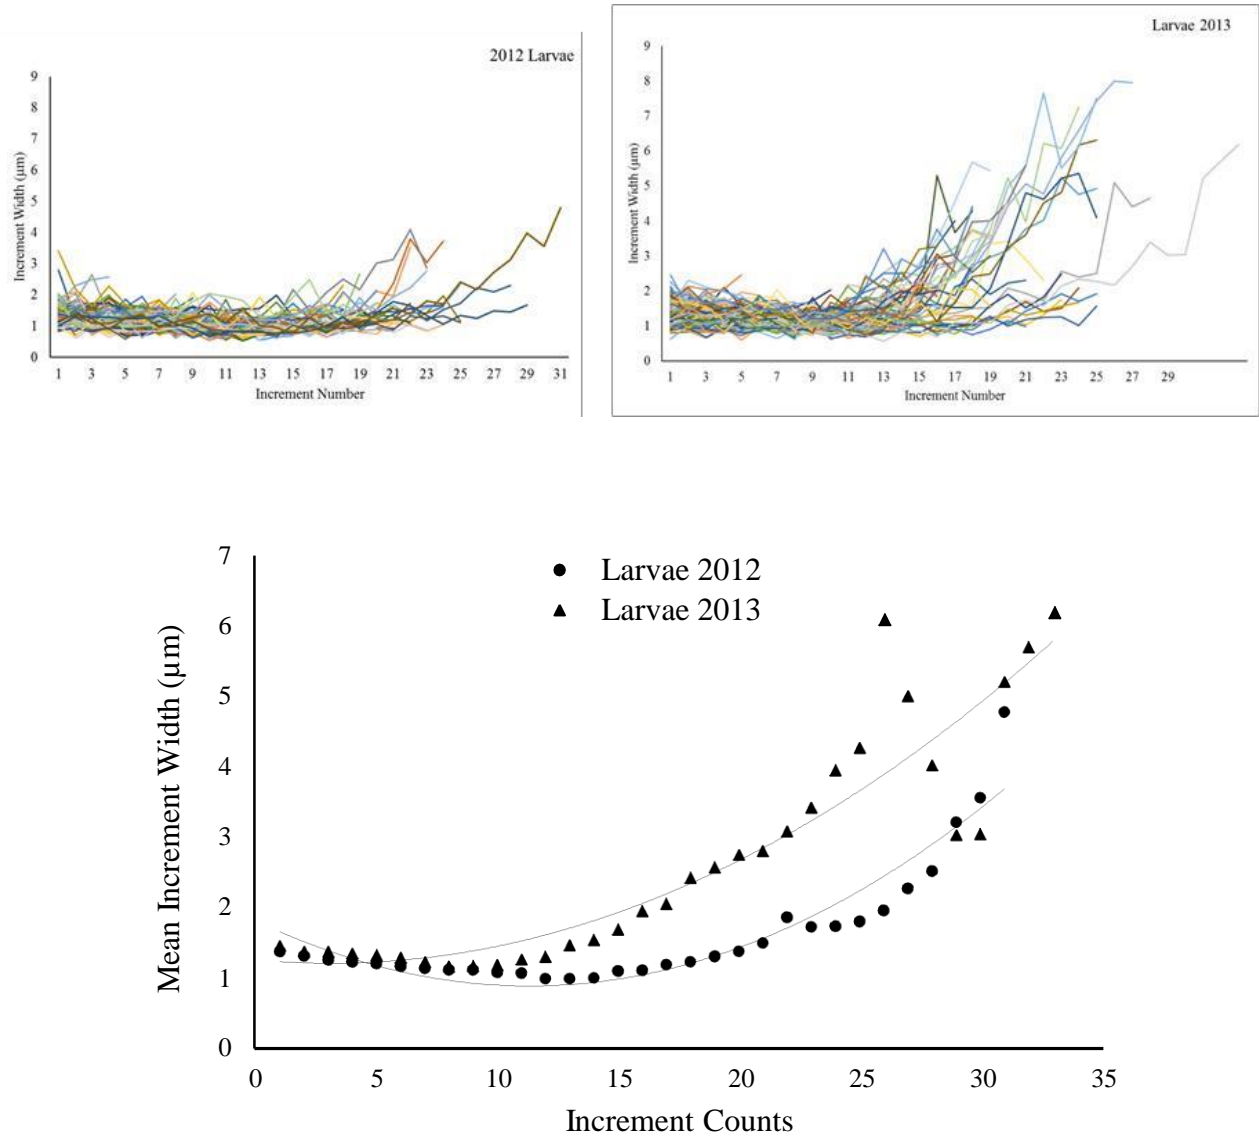 2012 Larvae
9
8
7
6
5
4
3
2
1
0
Increment Width (µm)
1 3 5 7 9 11 13 15 17 19 21 23 25 27 29 31
Increment Number
Larvae 2013
9
8
7
6
5
4
3
2
1
0
Increment Width (µm)
1 3 5 7 9 11 13 15 17 19 21 23 25 27 29
Increment Number
Larvae 2012
Larvae 2013
7
6
5
4
3
2
1
0
Mean Increment Width (µm)
0 5 10 15 20 25 30 35
Increment Counts